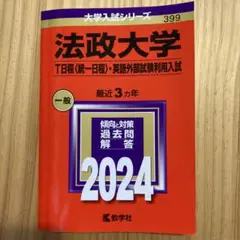 大学入試シリーズ
399
法政大学
T日程〈統一日程〉・英語外部試験利用入試
一般
最近3カ年
傾向と対策
過去問
解答
2024
教学社